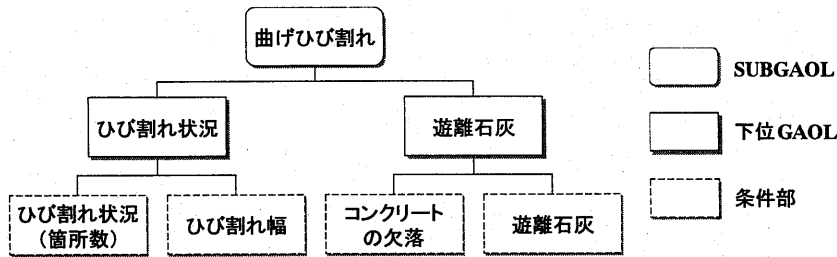 曲げひび割れ
ひび割れ状況
遊離石灰
ひび割れ状況
(箇所数)
ひび割れ幅
コンクリート
の欠落
遊離石灰
SUBGAOL
下位GAOL
条件部